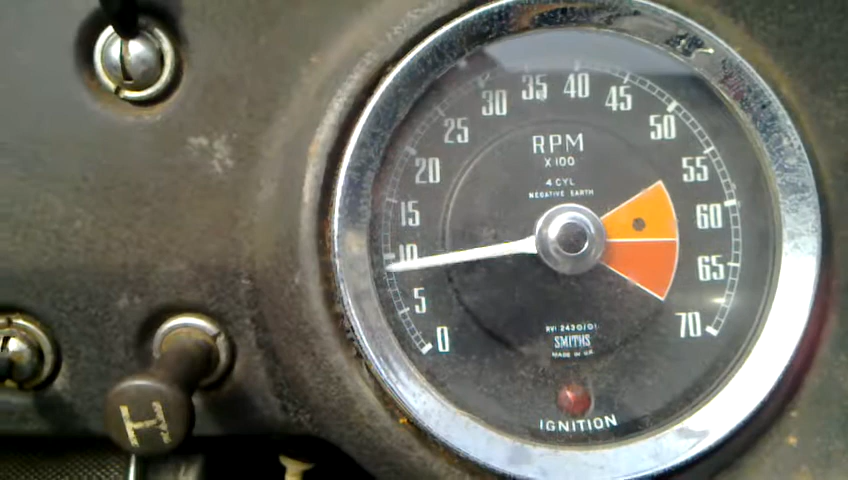 0
5
10
15
20
25
30
35
40
45
50
55
60
65
70
RPM
X 100
4 CYL
NEGATIVE EARTH
RVI 2430/01
SMITHS
MADE IN U.K
IGNITION
H